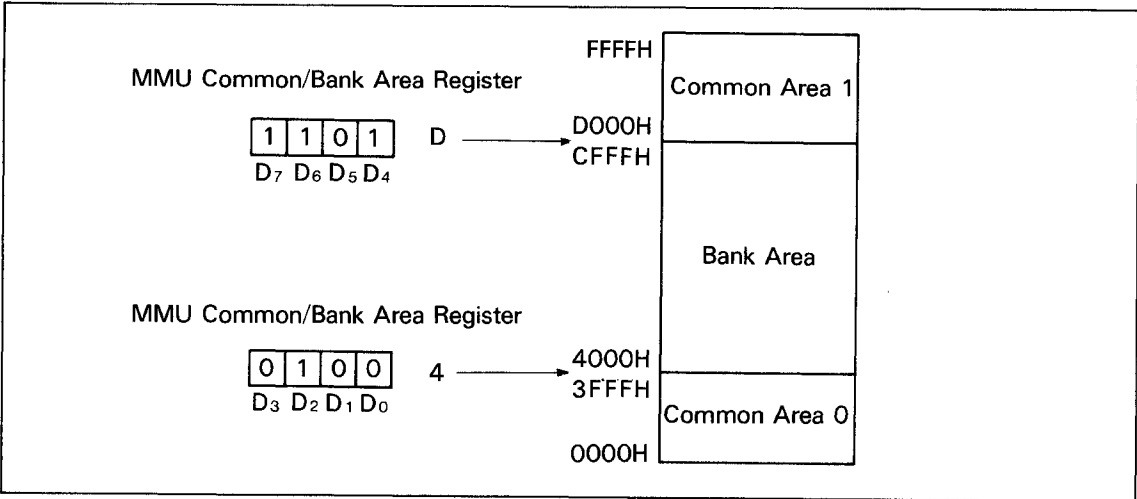 FFFFH
MMU Common/Bank Area Register
Common Area 1
1 1 0 1 D
D000H
CFFFH
D7 D6 D5 D4
Bank Area
MMU Common/Bank Area Register
0 1 0 0 4
4000H
3FFFH
D3 D2 D1 D0
Common Area 0
0000H